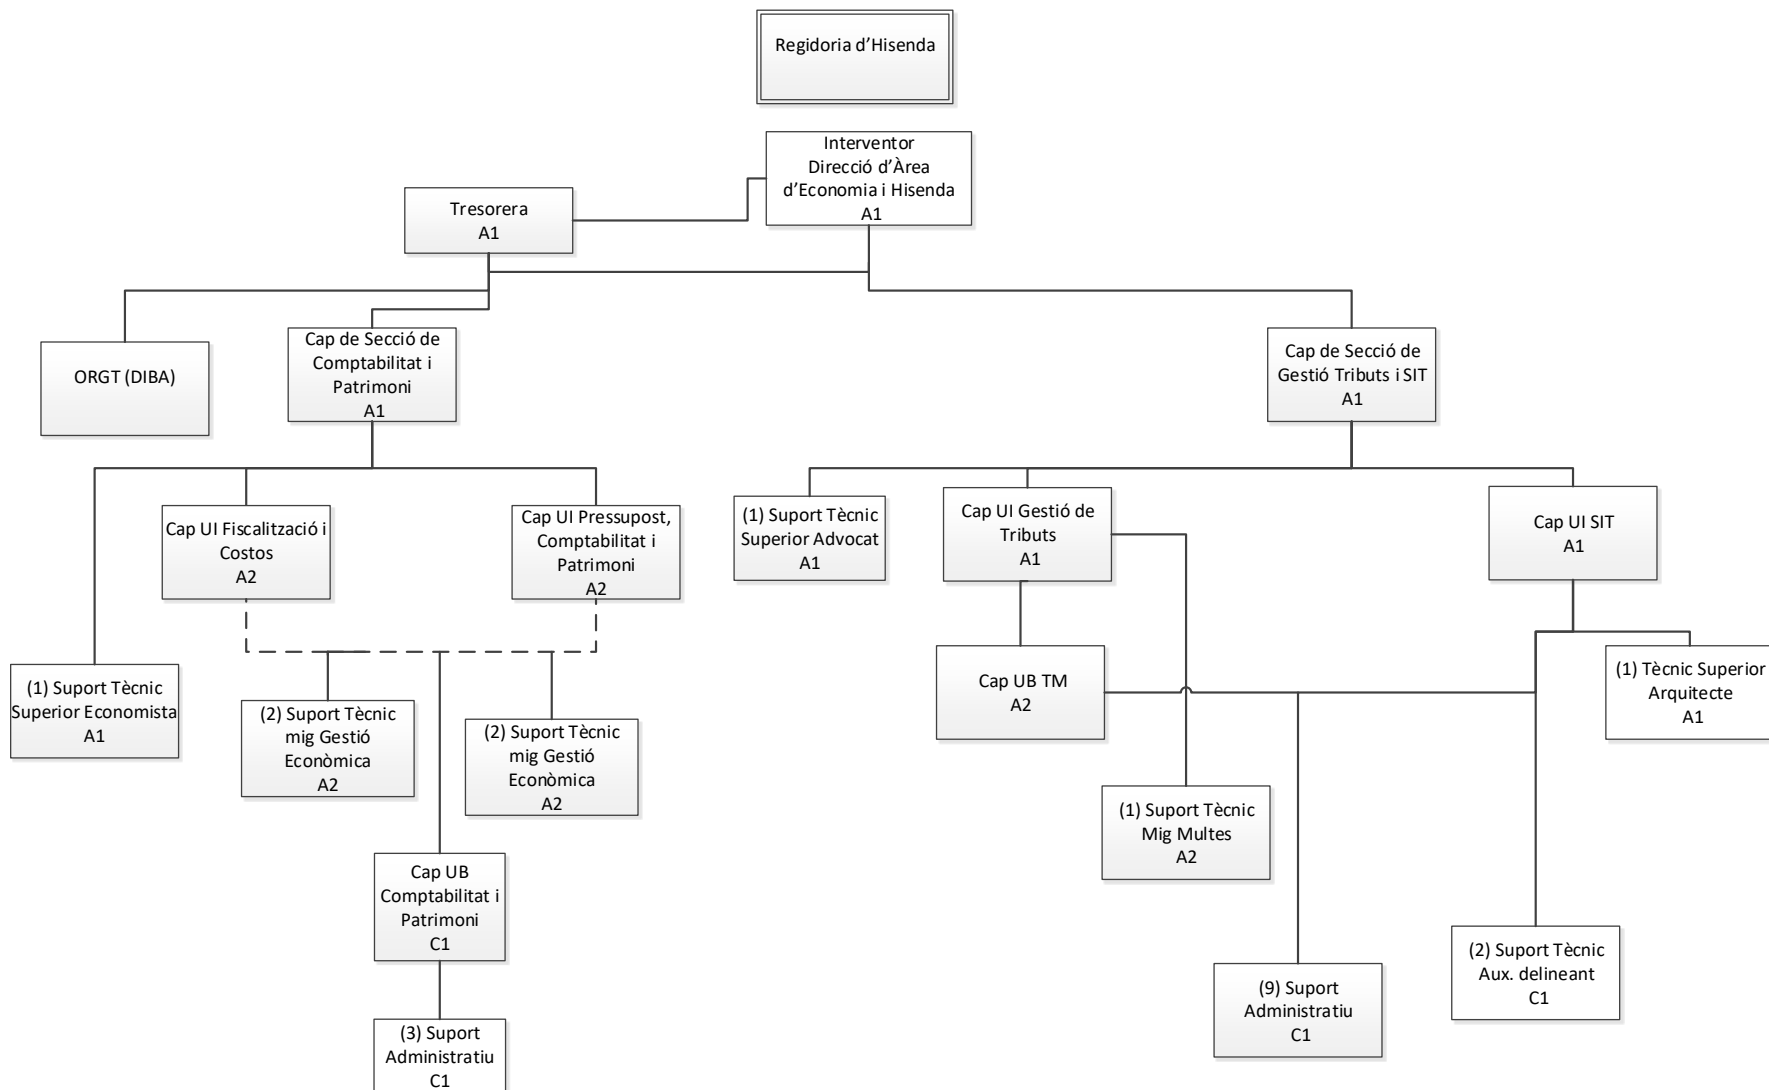 Regidoria d’Hisenda
Interventor
Direcció d’Àrea
d’Economia i Hisenda
A1
Tresorera
A1
ORGT (DIBA)
Cap de Secció de
Comptabilitat i
Patrimoni
A1
Cap de Secció de
Gestió Tributs i SIT
A1
Cap UI Fiscalització i
Costos
A2
Cap UI Pressupost,
Comptabilitat i
Patrimoni
A2
(1) Suport Tècnic
Superior Advocat
A1
Cap UI Gestió de
Tributs
A1
Cap UI SIT
A1
(1) Suport Tècnic
Superior Economista
A1
(2) Suport Tècnic
mig Gestió
Econòmica
A2
(2) Suport Tècnic
mig Gestió
Econòmica
A2
Cap UB TM
A2
(1) Tècnic Superior
Arquitecte
A1
(1) Suport Tècnic
Mig Multes
A2
Cap UB
Comptabilitat i
Patrimoni
C1
(2) Suport Tècnic
Aux. delineant
C1
(9) Suport
Administratiu
C1
(3) Suport
Administratiu
C1